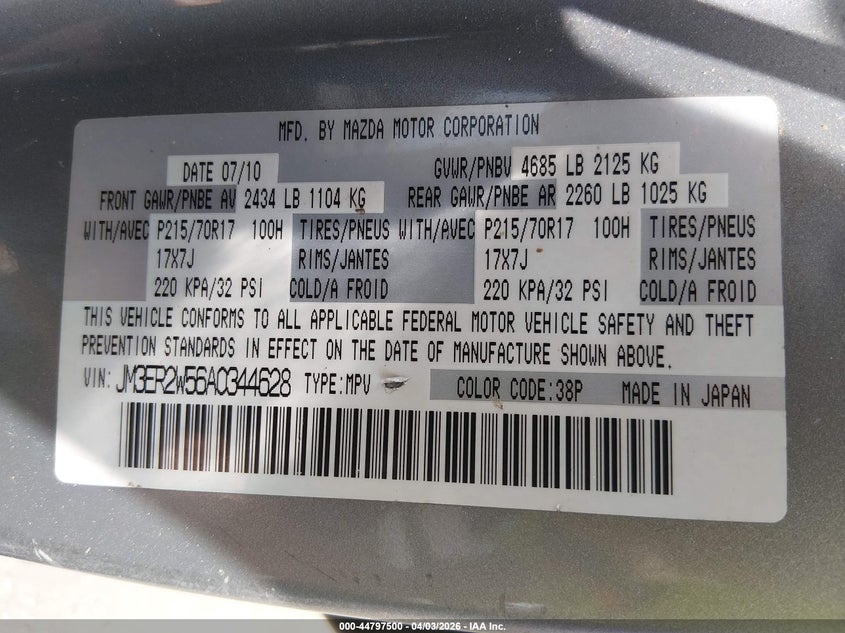 MFD. BY MAZDA MOTOR CORPORATION
DATE 07/10 GVWR/PNBV 4685 LB 2125 KG
FRONT GAWR/PNBE AV 2434 LB 1104 KG REAR GAWR/PNBE AR 2260 LB 1025 KG
WITH/AVEC P215/70R17 100H TIRES/PNEUS WITH/AVEC P215/70R17 100H TIRES/PNEUS
17X7J RIMS/JANTES 17X7J RIMS/JANTES
220 KPA/32 PSI COLD/A FROID 220 KPA/32 PSI COLD/A FROID
THIS VEHICLE CONFORMS TO ALL APPLICABLE FEDERAL MOTOR VEHICLE SAFETY AND THEFT
PREVENTION STANDARDS IN EFFECT ON THE DATE OF MANUFACTURE SHOWN ABOVE.
VIN: JM3ER2W56A0344628 TYPE:MPV COLOR CODE:38P MADE IN JAPAN
000-44797500 - 04/03/2026 - IAA Inc.